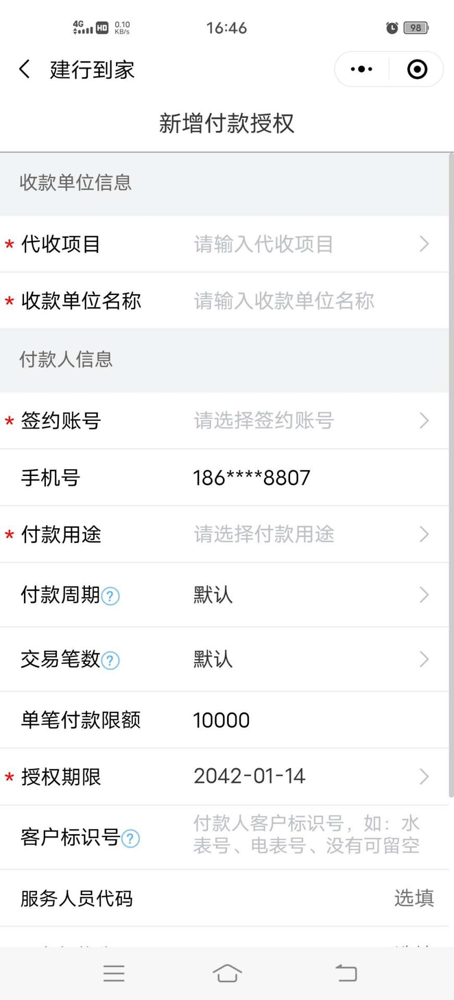 4G HD 0.10 KB/s 16:46 98
建行到家
新增付款授权
收款单位信息
* 代收项目 请输入代收项目
* 收款单位名称 请输入收款单位名称
付款人信息
* 签约账号 请选择签约账号
手机号 186****8807
* 付款用途 请选择付款用途
付款周期? 默认
交易笔数? 默认
单笔付款限额 10000
* 授权期限 2042-01-14
客户标识号? 付款人客户标识号，如：水
表号、电表号、没有可留空
服务人员代码 选填